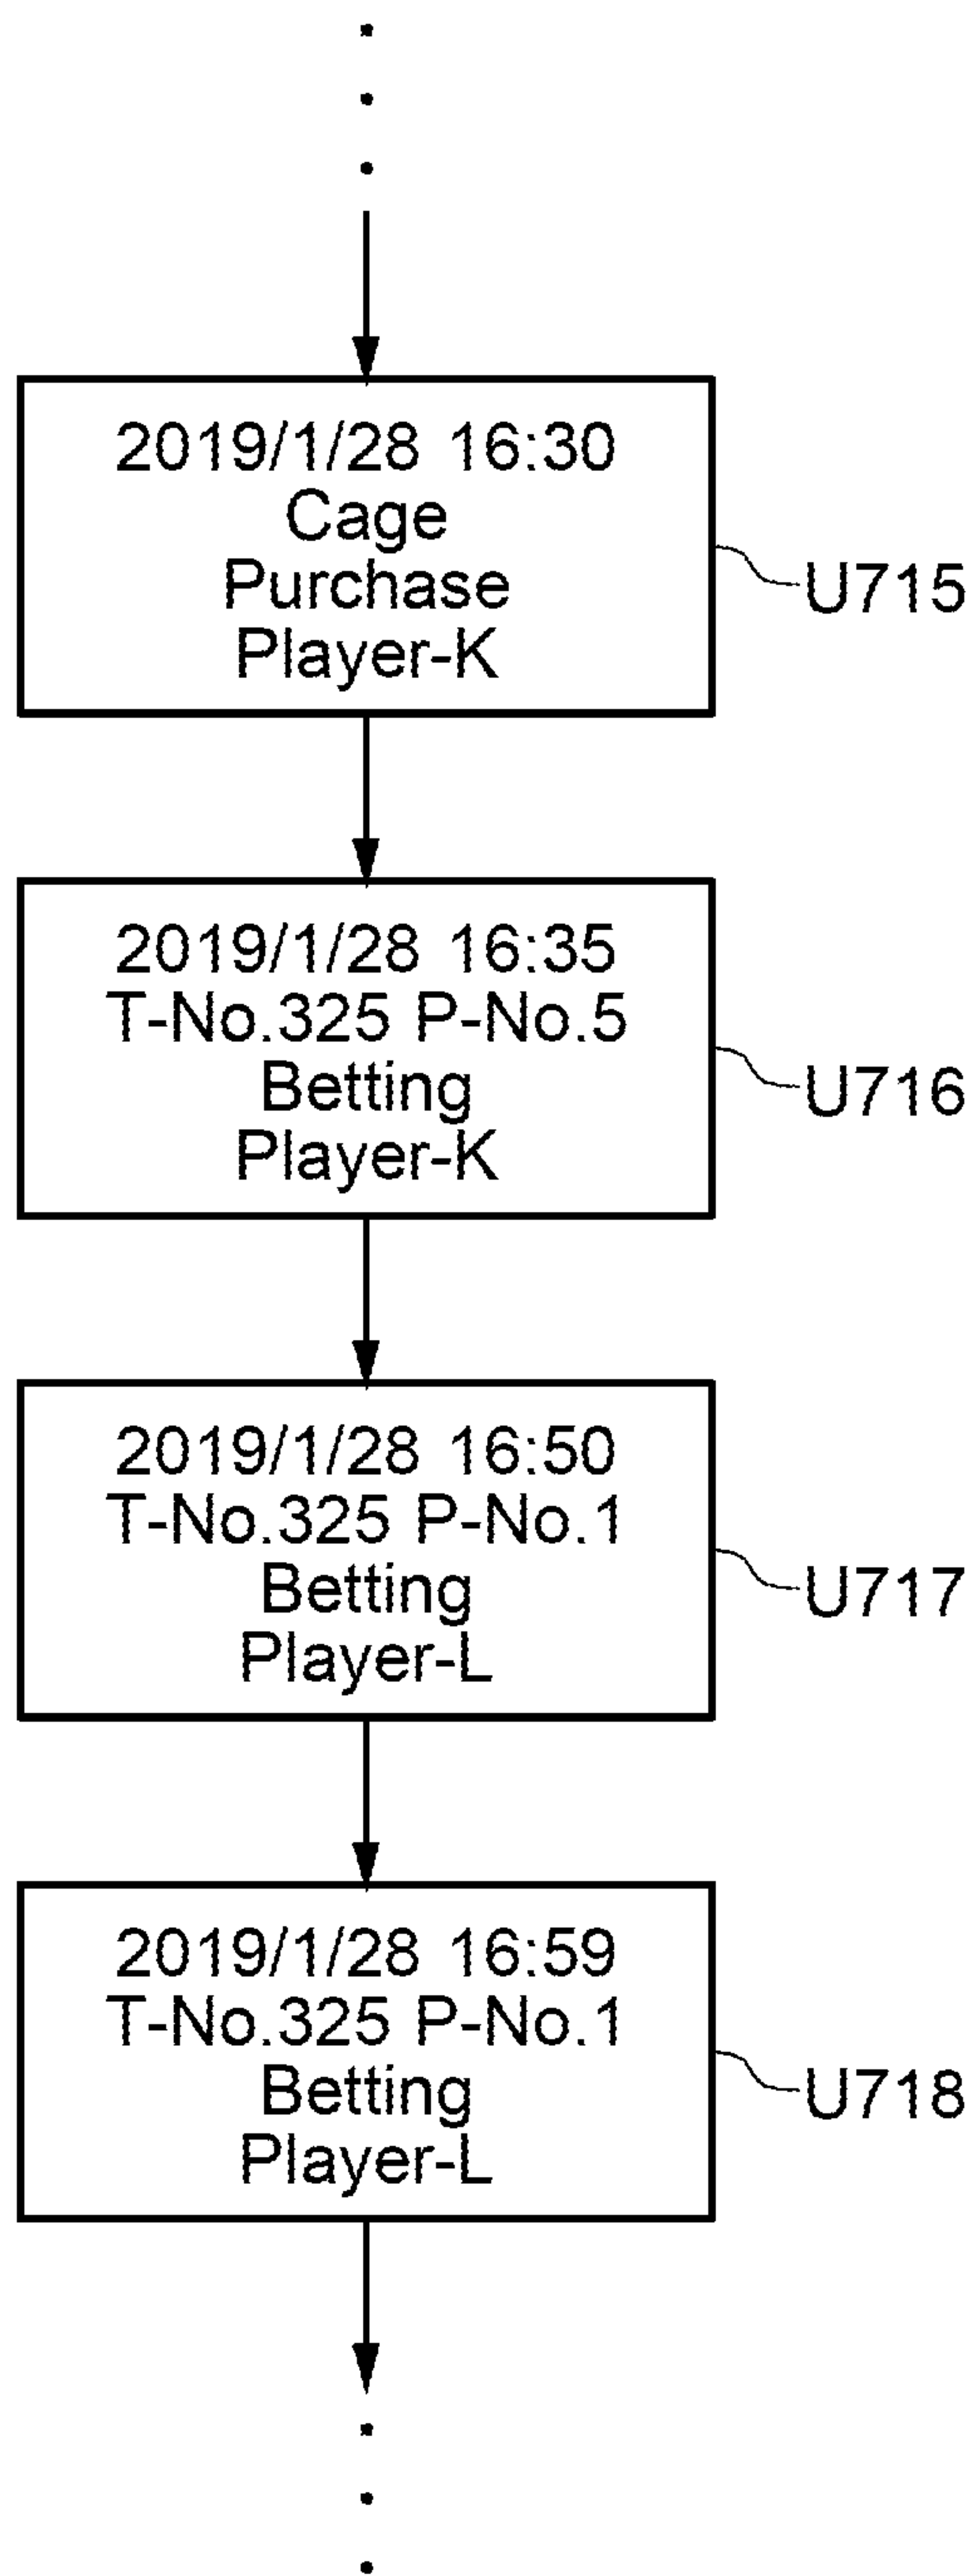 2019/1/28 16:30
Cage
Purchase
Player-K
U715
2019/1/28 16:35
T-No.325 P-No.5
Betting
Player-K
U716
2019/1/28 16:50
T-No.325 P-No.1
Betting
Player-L
U717
2019/1/28 16:59
T-No.325 P-No.1
Betting
Player-L
U718